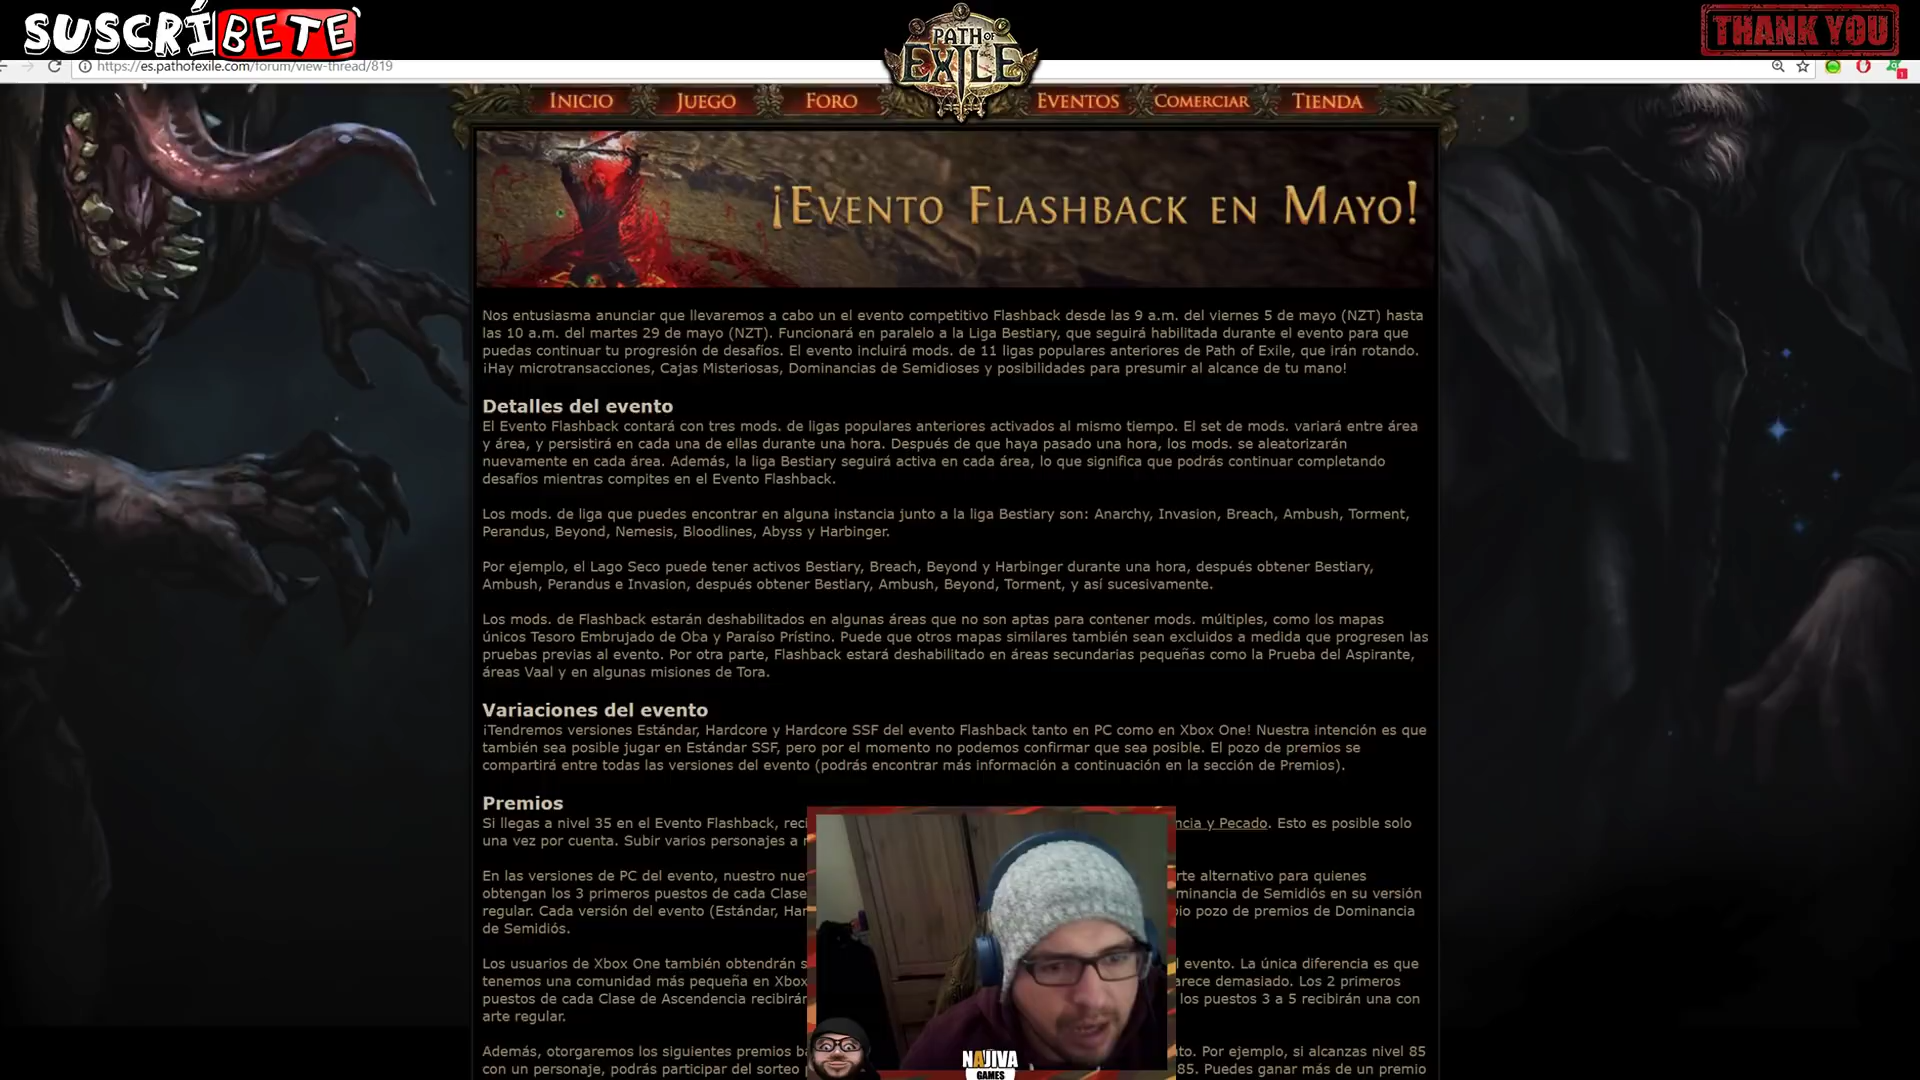 SUSCRÍBETE
PATH OF
EXILE
THANK YOU
https://es.pathofexile.com/forum/view-thread/819
INICIO JUEGO FORO EVENTOS COMERCIAR TIENDA
¡EVENTO FLASHBACK EN MAYO!
Nos entusiasma anunciar que llevaremos a cabo un el evento competitivo Flashback desde las 9 a.m. del viernes 5 de mayo (NZT) hasta
las 10 a.m. del martes 29 de mayo (NZT). Funcionará en paralelo a la Liga Bestiary, que seguirá habilitada durante el evento para que
puedas continuar tu progresión de desafíos. El evento incluirá mods. de 11 ligas populares anteriores de Path of Exile, que irán rotando.
¡Hay microtransacciones, Cajas Misteriosas, Dominancias de Semidioses y posibilidades para presumir al alcance de tu mano!
Detalles del evento
El Evento Flashback contará con tres mods. de ligas populares anteriores activados al mismo tiempo. El set de mods. variará entre área
y área, y persistirá en cada una de ellas durante una hora. Después de que haya pasado una hora, los mods. se aleatorizarán
nuevamente en cada área. Además, la liga Bestiary seguirá activa en cada área, lo que significa que podrás continuar completando
desafíos mientras compites en el Evento Flashback.
Los mods. de liga que puedes encontrar en alguna instancia junto a la liga Bestiary son: Anarchy, Invasion, Breach, Ambush, Torment,
Perandus, Beyond, Nemesis, Bloodlines, Abyss y Harbinger.
Por ejemplo, el Lago Seco puede tener activos Bestiary, Breach, Beyond y Harbinger durante una hora, después obtener Bestiary,
Ambush, Perandus e Invasion, después obtener Bestiary, Ambush, Beyond, Torment, y así sucesivamente.
Los mods. de Flashback estarán deshabilitados en algunas áreas que no son aptas para contener mods. múltiples, como los mapas
únicos Tesoro Embrujado de Oba y Paraíso Prístino. Puede que otros mapas similares también sean excluidos a medida que progresen las
pruebas previas al evento. Por otra parte, Flashback estará deshabilitado en áreas secundarias pequeñas como la Prueba del Aspirante,
áreas Vaal y en algunas misiones de Tora.
Variaciones del evento
¡Tendremos versiones Estándar, Hardcore y Hardcore SSF del evento Flashback tanto en PC como en Xbox One! Nuestra intención es que
también sea posible jugar en Estándar SSF, pero por el momento no podemos confirmar que sea posible. El pozo de premios se
compartirá entre todas las versiones del evento (podrás encontrar más información a continuación en la sección de Premios).
Premios
Si llegas a nivel 35 en el Evento Flashback, reci ncia y Pecado. Esto es posible solo
una vez por cuenta. Subir varios personajes a
En las versiones de PC del evento, nuestro nue rte alternativo para quienes
obtengan los 3 primeros puestos de cada Clase minancia de Semidiós en su versión
regular. Cada versión del evento (Estándar, Har io pozo de premios de Dominancia
de Semidiós.
Los usuarios de Xbox One también obtendrán s l evento. La única diferencia es que
tenemos una comunidad más pequeña en Xbox arece demasiado. Los 2 primeros
puestos de cada Clase de Ascendencia recibirán los puestos 3 a 5 recibirán una con
arte regular.
Además, otorgaremos los siguientes premios ba to. Por ejemplo, si alcanzas nivel 85
con un personaje, podrás participar del sorteo 85. Puedes ganar más de un premio
NAJIVA
GAMES